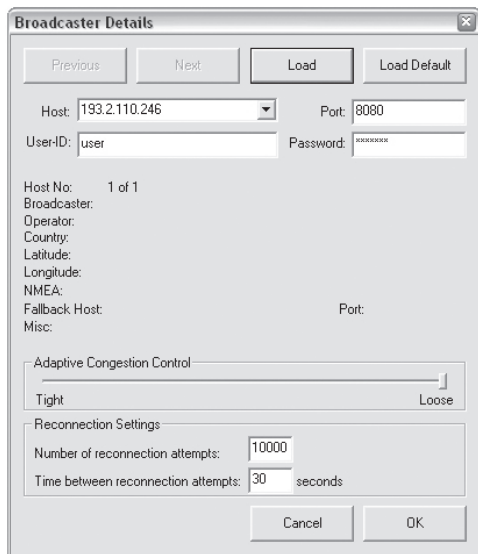 Broadcaster Details
Previous Next Load Load Default
Host: 193.2.110.246 Port: 8080
User-ID: user Password: *******
Host No: 1 of 1
Broadcaster:
Operator:
Country:
Latitude:
Longitude:
NMEA:
Fallback Host: Port:
Misc:
Adaptive Congestion Control
Tight Loose
Reconnection Settings
Number of reconnection attempts: 10000
Time between reconnection attempts: 30 seconds
Cancel OK